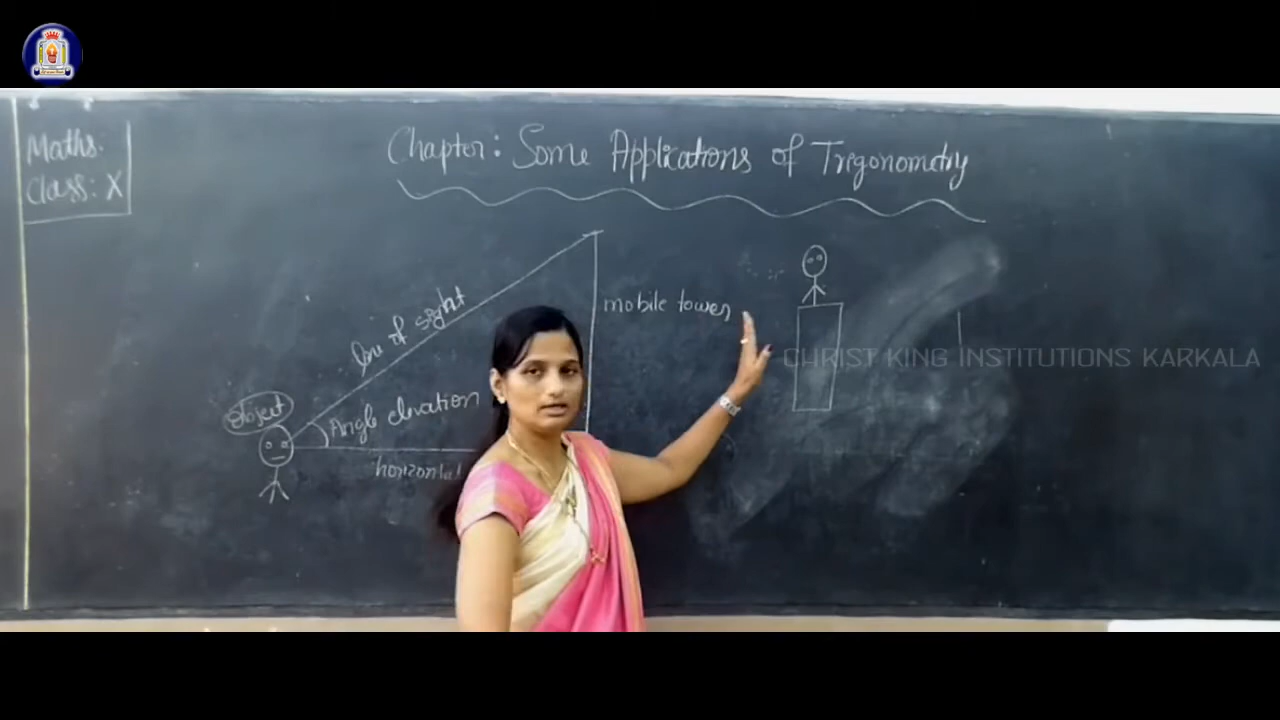 Maths.
Class: X
Chapter: Some Applications of Trigonometry
line of sight
mobile tower
CHRIST KING INSTITUTIONS KARKALA
object
Angle elevation
horizontal